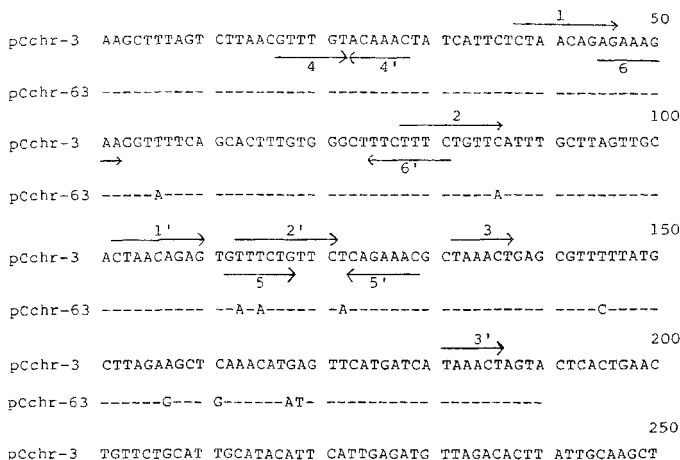 1 50
pCchr-3 AAGCTTTAGT CTTAACGTTT GTACAAACTA TCATTCTCTA ACAGAGAAAG
4 4' 6
pCchr-63 ---------- ---------- ---------- ---------- ----------
2 100
pCchr-3 AAGGTTTTCA GCACTTTGTG GGCTTTCTTT CTGTTCATTT GCTTAGTTGC
6'
pCchr-63 -----A---- ---------- ---------- -----A---- ----------
1' 2' 3 150
pCchr-3 ACTAACAGAG TGTTTCTGTT CTCAGAAACG CTAAACTGAG CGTTTTTATG
5 5'
pCchr-63 ---------- --A-A----- -A-------- ---------- -----C----
3' 200
pCchr-3 CTTAGAAGCT CAAACATGAG TTCATGATCA TAAACTAGTA CTCACTGAAC
pCchr-63 ------G--- G------AT- ---------- ----------
250
pCchr-3 TGTTCTGCAT TGCATACATT CATTGAGATG TTAGACACTT ATTGCAAGCT